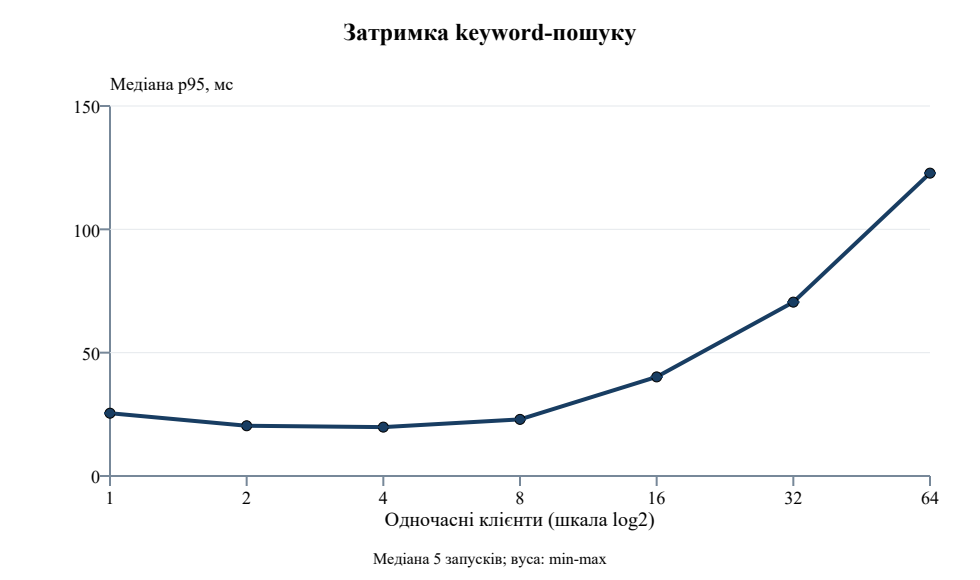 Затримка keyword-пошуку
Медіана p95, мс
150
100
50
0
1 2 4 8 16 32 64
Одночасні клієнти (шкала log2)
Медіана 5 запусків; вуса: min-max